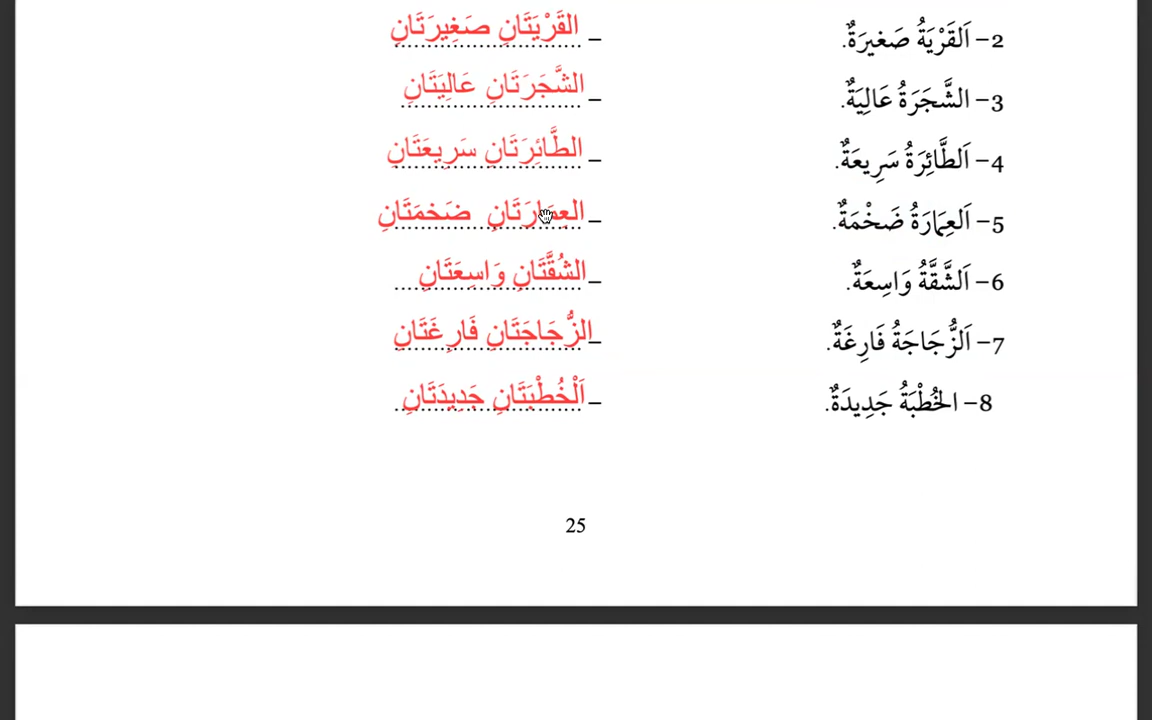 2– اَلقَرْيَةُ صَغيرَةٌ. – القَّرْيَتَانِ صَغِيرَتَانِ
3– الشَّجَرَةُ عَالِيَةٌ. – الشَّجَرَتَانِ عَالِيَتَانِ
4– اَلطَّائِرَةُ سَرِيعَةٌ. – الطَّائِرَتَانِ سَرِيعَتَانِ
5– اَلعِمَارَةُ ضَخْمَةٌ. – العِمَارَتَانِ ضَخمَتَانِ
6– اَلشَّقَّةُ وَاسِعَةٌ. – الشُقَّتَانِ وَاسِعَتَانِ
7– اَلزُّجَاجَةُ فَارِغَةٌ. – الزُّجَاجَتَانِ فَارِغَتَانِ
8– الخُطْبَةُ جَدِيدَةٌ. – اَلْخُطْبَتَانِ جَدِيدَتَانِ
25